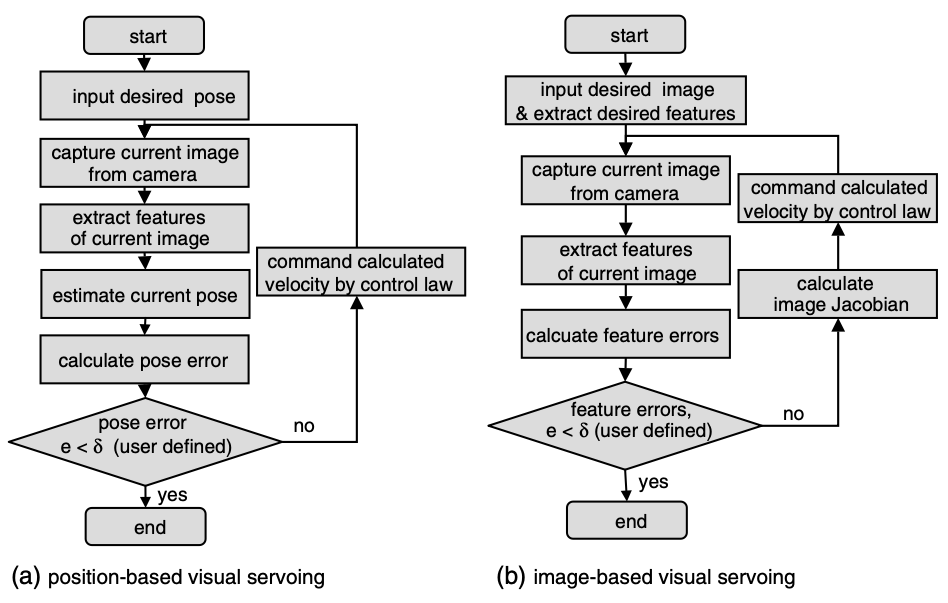 start
input desired pose
capture current image
from camera
extract features
of current image
estimate current pose
calculate pose error
pose error
e < δ (user defined)
no
command calculated
velocity by control law
yes
end
(a) position-based visual servoing
start
input desired image
& extract desired features
capture current image
from camera
extract features
of current image
calcuate feature errors
feature errors,
e < δ (user defined)
no
calculate
image Jacobian
command calculated
velocity by control law
yes
end
(b) image-based visual servoing